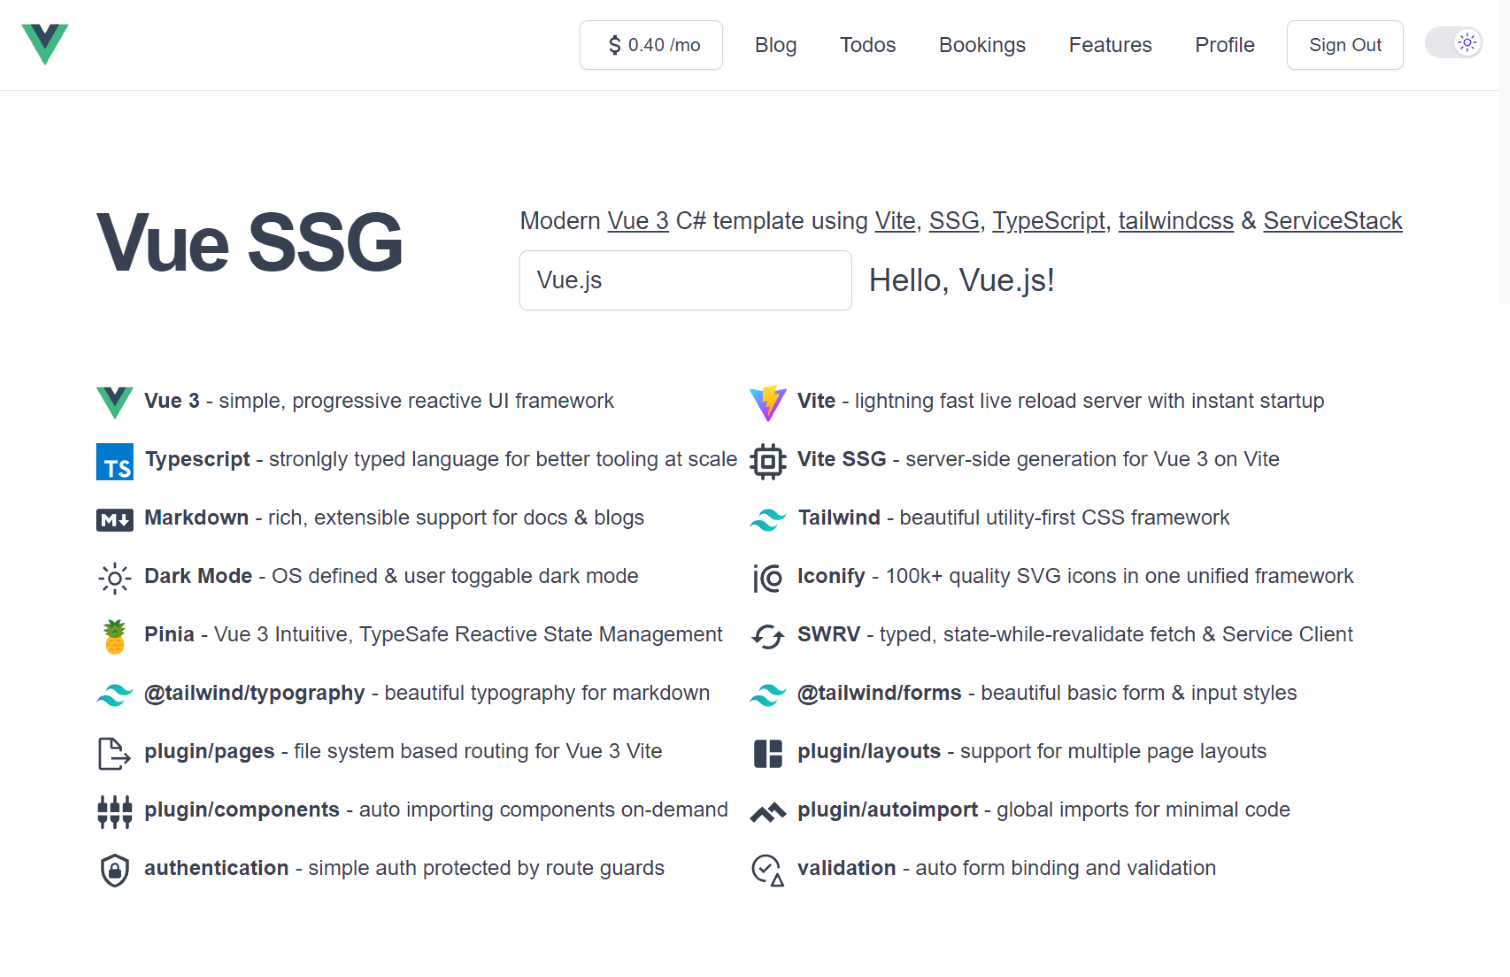 $ 0.40 /mo
Blog
Todos
Bookings
Features
Profile
Sign Out
Vue SSG
Modern Vue 3 C# template using Vite, SSG, TypeScript, tailwindcss & ServiceStack
Vue.js
Hello, Vue.js!
Vue 3 - simple, progressive reactive UI framework
Vite - lightning fast live reload server with instant startup
TS
Typescript - stronlgly typed language for better tooling at scale
Vite SSG - server-side generation for Vue 3 on Vite
M
Markdown - rich, extensible support for docs & blogs
Tailwind - beautiful utility-first CSS framework
Dark Mode - OS defined & user toggable dark mode
Iconify - 100k+ quality SVG icons in one unified framework
Pinia - Vue 3 Intuitive, TypeSafe Reactive State Management
SWRV - typed, state-while-revalidate fetch & Service Client
@tailwind/typography - beautiful typography for markdown
@tailwind/forms - beautiful basic form & input styles
plugin/pages - file system based routing for Vue 3 Vite
plugin/layouts - support for multiple page layouts
plugin/components - auto importing components on-demand
plugin/autoimport - global imports for minimal code
authentication - simple auth protected by route guards
validation - auto form binding and validation